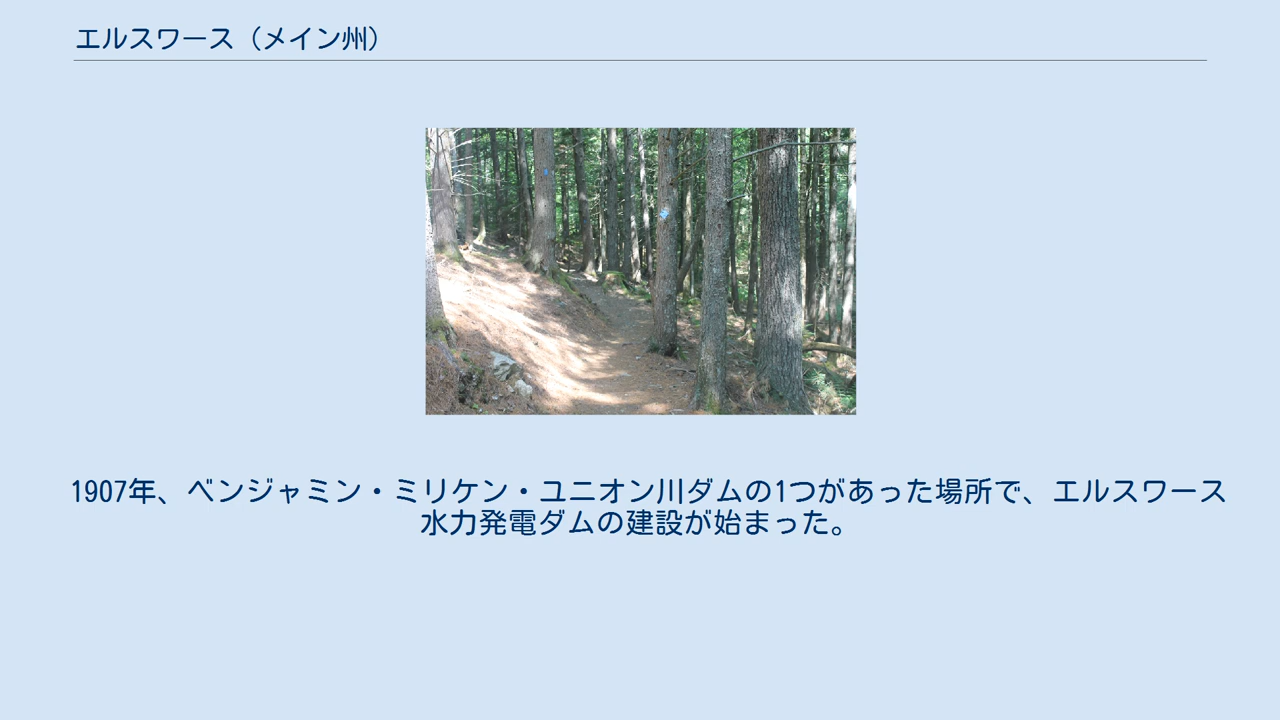 エルスワース（メイン州）
1907年、ベンジャミン・ミリケン・ユニオン川ダムの1つがあった場所で、エルスワース
水力発電ダムの建設が始まった。